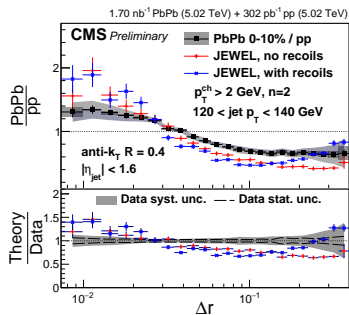 1.70 nb⁻¹ PbPb (5.02 TeV) + 302 pb⁻¹ pp (5.02 TeV)
CMS Preliminary
PbPb 0-10% / pp
JEWEL, no recoils
JEWEL, with recoils
p_T^ch > 2 GeV, n=2
120 < jet p_T < 140 GeV
anti-k_T R = 0.4
|η_jet| < 1.6
PbPb
pp
2
1
Data syst. unc.
Data stat. unc.
Theory
Data
2
1.5
1
0.5
0
10⁻²
10⁻¹
Δr